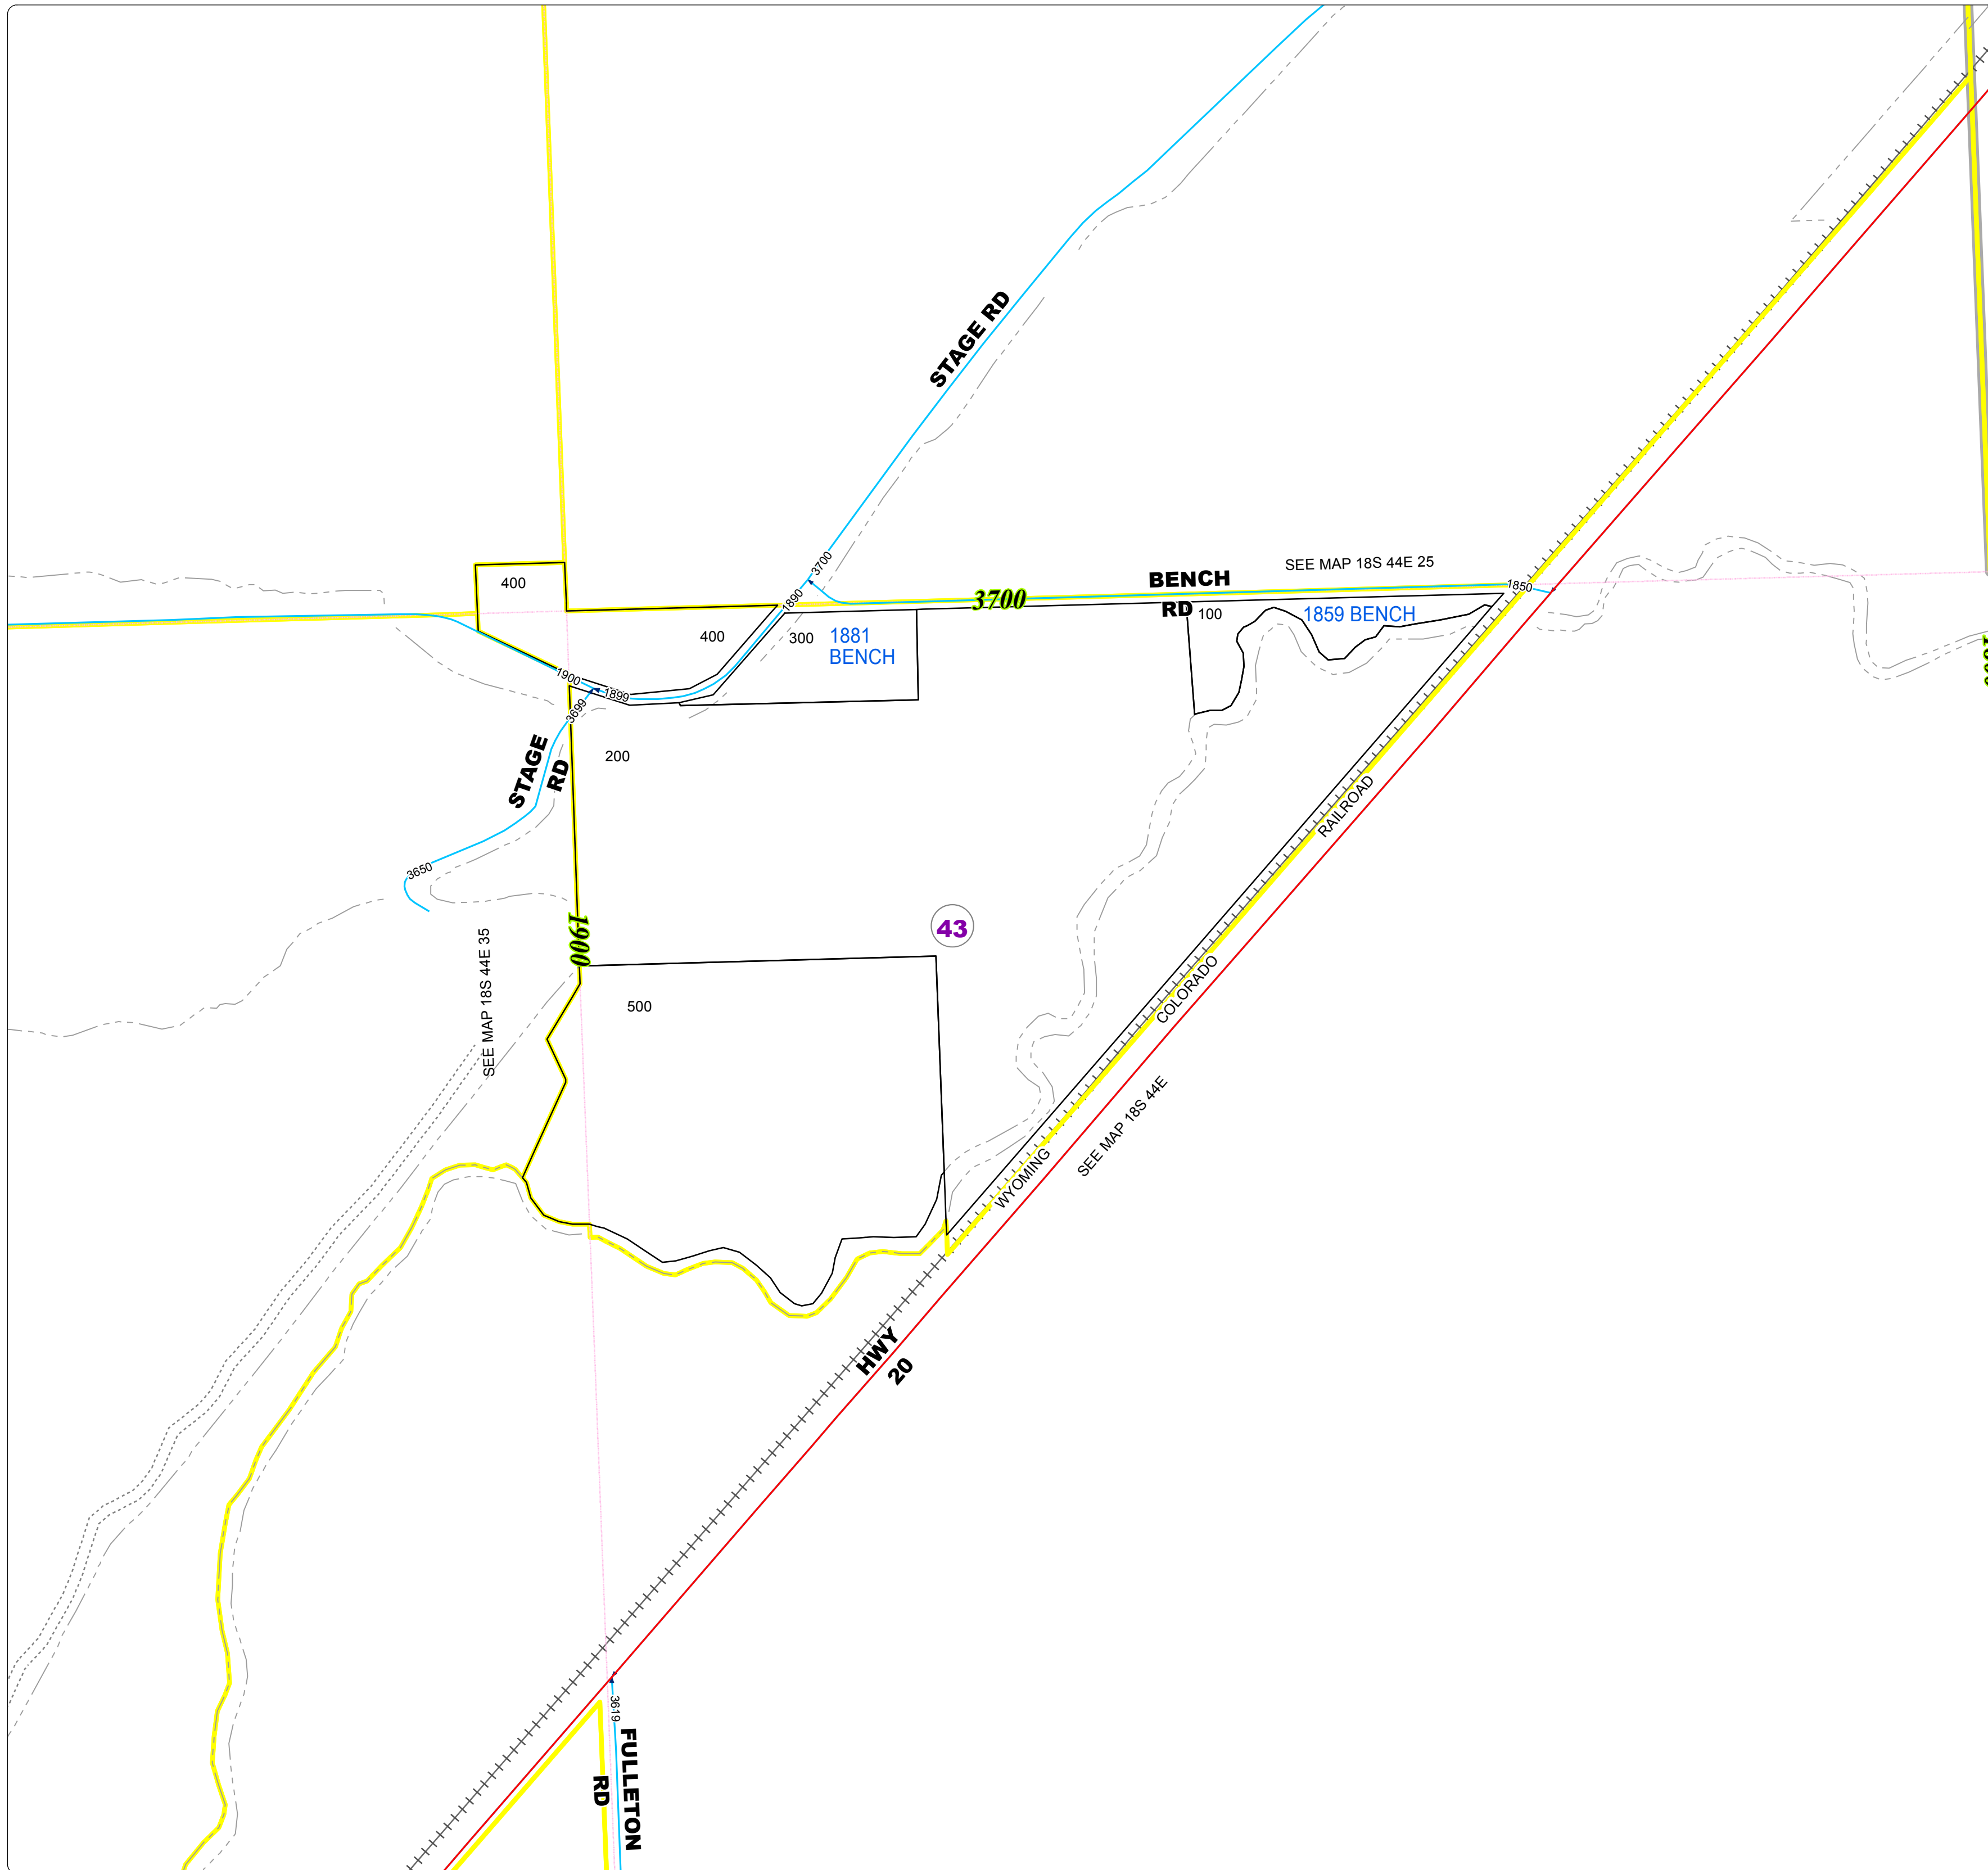 STAGE RD
3700
SEE MAP 18S 44E 25
BENCH
RD
3700
1850
400
1890
100
1859 BENCH
400
300
1881
BENCH
1900
1899
3699
STAGE
RD
200
3650
RAILROAD
1900
43
SEE MAP 18S 44E 35
500
COLORADO
SEE MAP 18S 44E
WYOMING
HWY
20
3619
FULLETON
RD